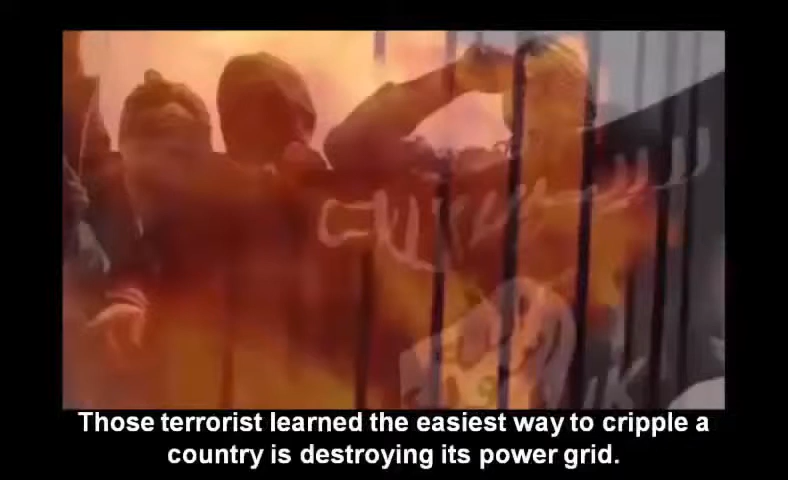 Those terrorist learned the easiest way to cripple a
country is destroying its power grid.